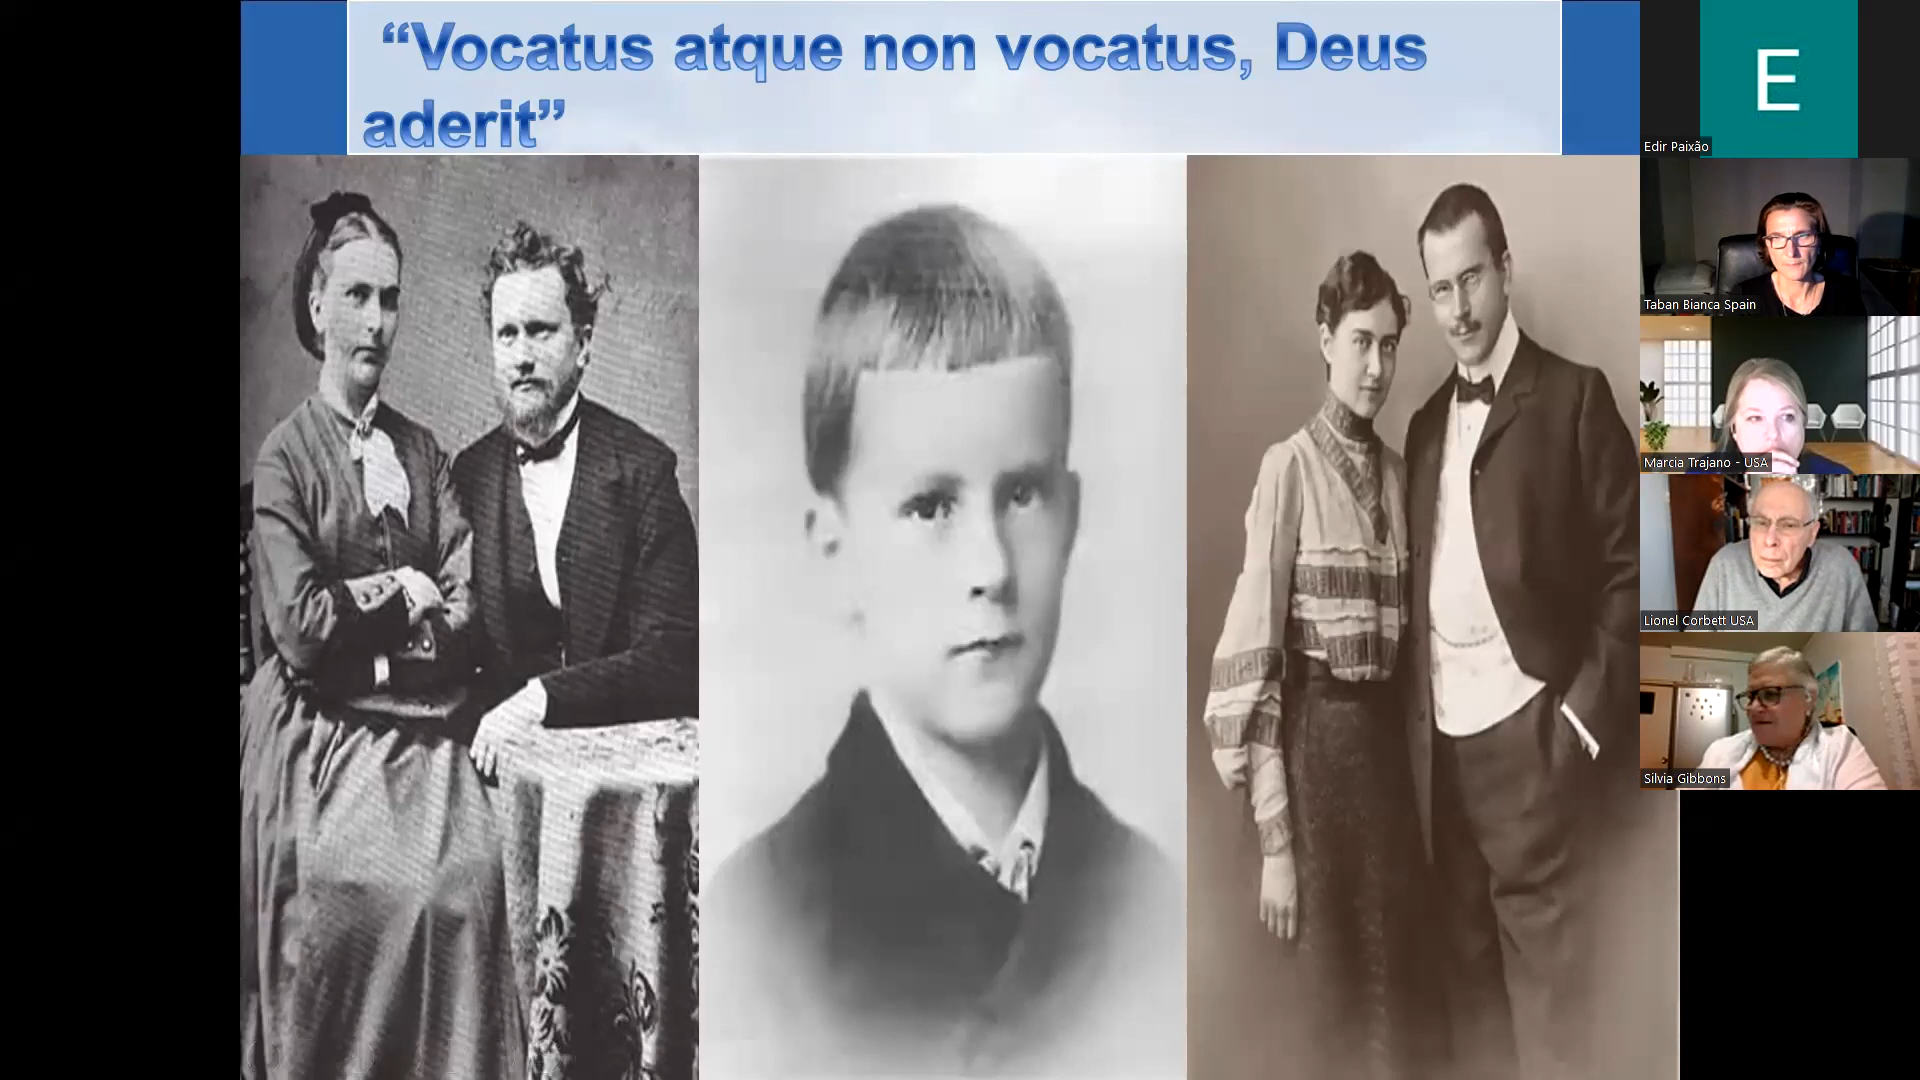 “Vocatus atque non vocatus, Deus
aderit”
E
Edir Paixão
Taban Bianca Spain
Marcia Trajano - USA
Lionel Corbett USA
Silvia Gibbons